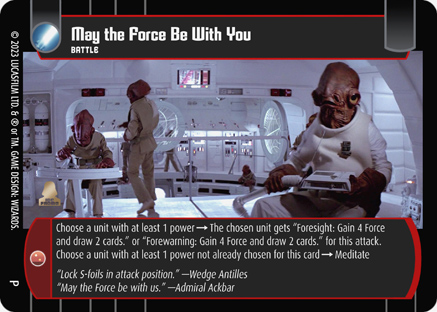 May the Force Be With You
BATTLE
© 2023 LUCASFILM LTD. & ® or TM. GAME DESIGN: WIZARDS.
P
Choose a unit with at least 1 power → The chosen unit gets "Foresight: Gain 4 Force
and draw 2 cards." or "Forewarning: Gain 4 Force and draw 2 cards." for this attack.
Choose a unit with at least 1 power not already chosen for this card → Meditate
"Lock S-foils in attack position." —Wedge Antilles
"May the Force be with us." —Admiral Ackbar